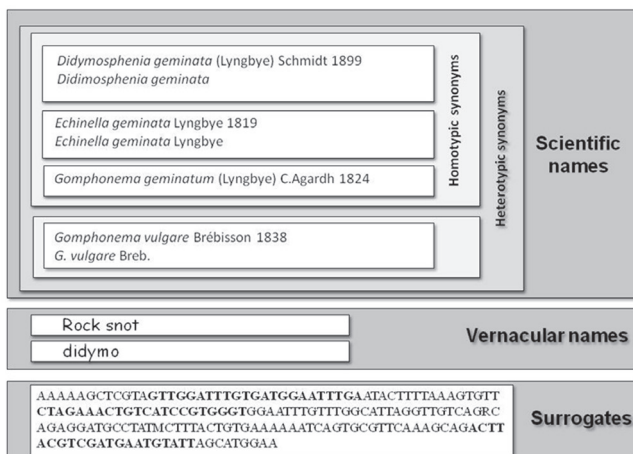 Didymosphenia geminata (Lyngbye) Schmidt 1899
Didimosphenia geminata
Echinella geminata Lyngbye 1819
Echinella geminata Lyngbye
Gomphonema geminatum (Lyngbye) C.Agardh 1824
Homotypic synonyms
Gomphonema vulgare Brébisson 1838
G. vulgare Breb.
Heterotypic synonyms
Scientific
names
Rock snot
didymo
Vernacular names
AAAAAGCTCGTAGTTGGATTTGTGATGGAATTTGAATACTTTTAAAGTGTT
CTAGAAACTGTCATCCGTGGGTGGAATTTGTTTGGCATTAGGTTGTCAGRC
AGAGGATGCCTATMCTTTACTGTGAAAAAAATCAGTGCGTTCAAAGCAGACTT
ACGTCGATGAATGTATTAGCATGGAA
Surrogates